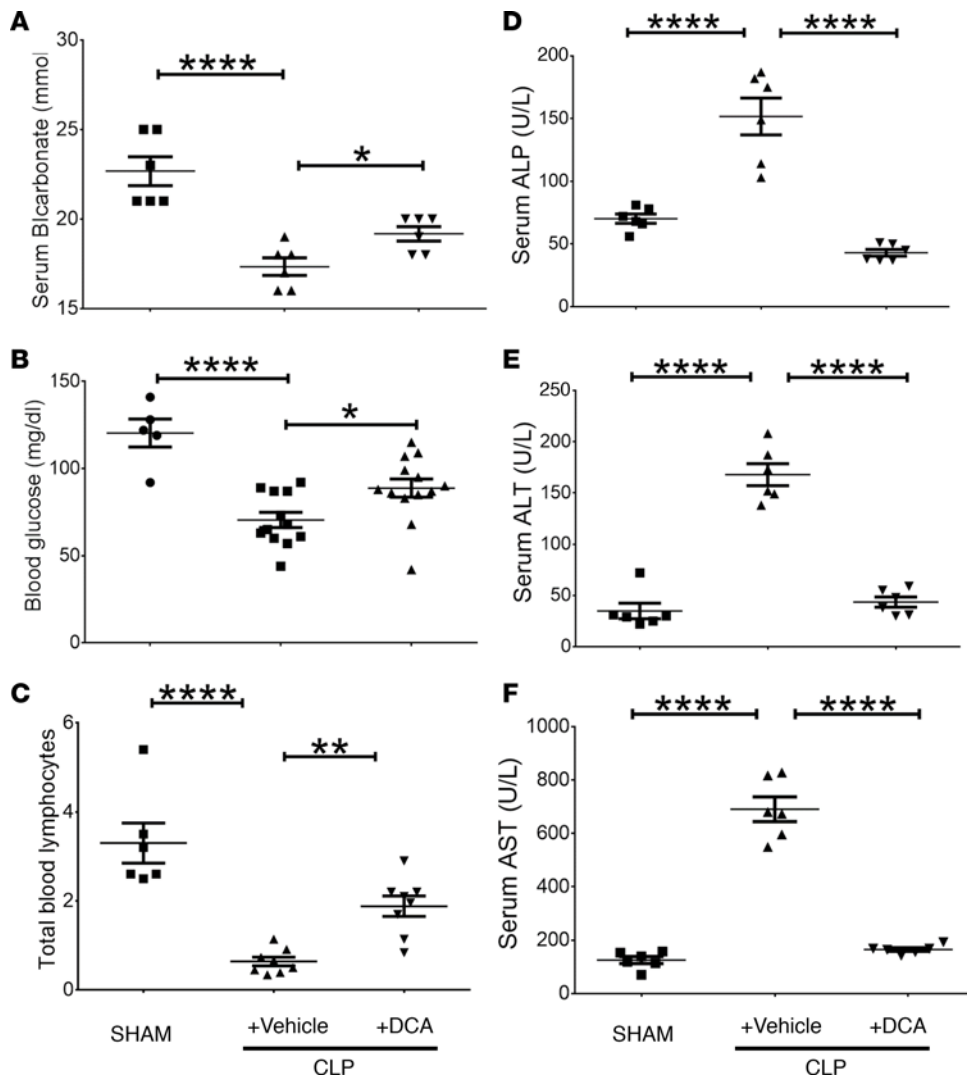 A
Serum BIcarbonate (mmol
30
25
20
15
****
*
B
Blood glucose (mg/dl)
150
100
50
0
****
*
C
Total blood lymphocytes
6
4
2
0
****
**
SHAM
+Vehicle
+DCA
CLP
D
Serum ALP (U/L)
200
150
100
50
0
****
****
E
Serum ALT (U/L)
250
200
150
100
50
0
****
****
F
Serum AST (U/L)
1000
800
600
400
200
0
****
****
SHAM
+Vehicle
+DCA
CLP